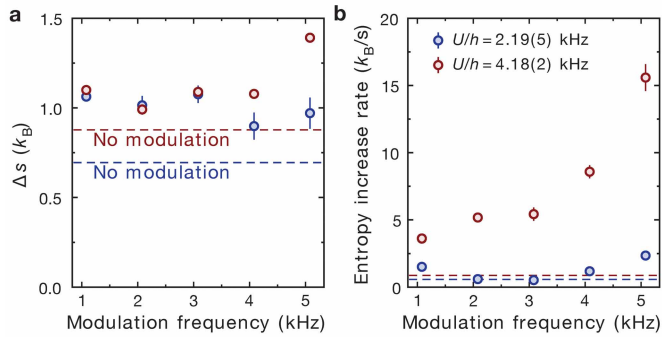 a
1.5
1.0
0.5
0.0
Δs (kB)
No modulation
No modulation
1 2 3 4 5
Modulation frequency (kHz)
b
20
15
10
5
0
Entropy increase rate (kB/s)
U/h = 2.19(5) kHz
U/h = 4.18(2) kHz
1 2 3 4 5
Modulation frequency (kHz)